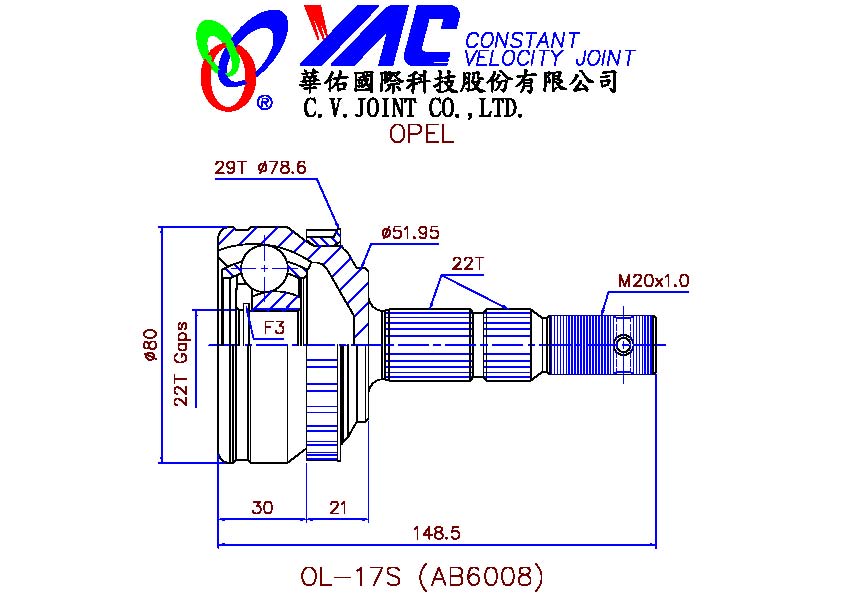 YAC CONSTANT
VELOCITY JOINT
®
華佑國際科技股份有限公司
C.V.JOINT CO.,LTD.
OPEL
29T ø78.6
ø51.95
22T
M20x1.0
F3
ø80
22T Gaps
30
21
148.5
OL-17S (AB6008)